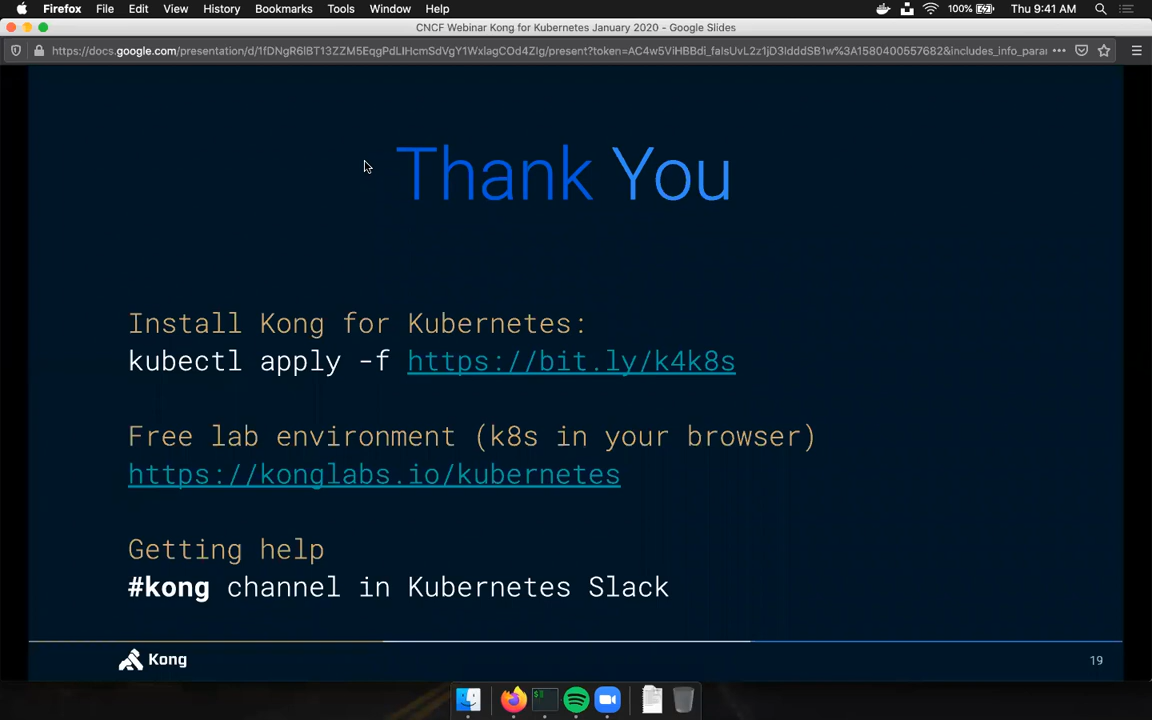 Firefox File Edit View History Bookmarks Tools Window Help 100% Thu 9:41 AM
CNCF Webinar Kong for Kubernetes January 2020 - Google Slides
Thank You
Install Kong for Kubernetes:
kubectl apply -f https://bit.ly/k4k8s
Free lab environment (k8s in your browser)
https://konglabs.io/kubernetes
Getting help
#kong channel in Kubernetes Slack
Kong 19